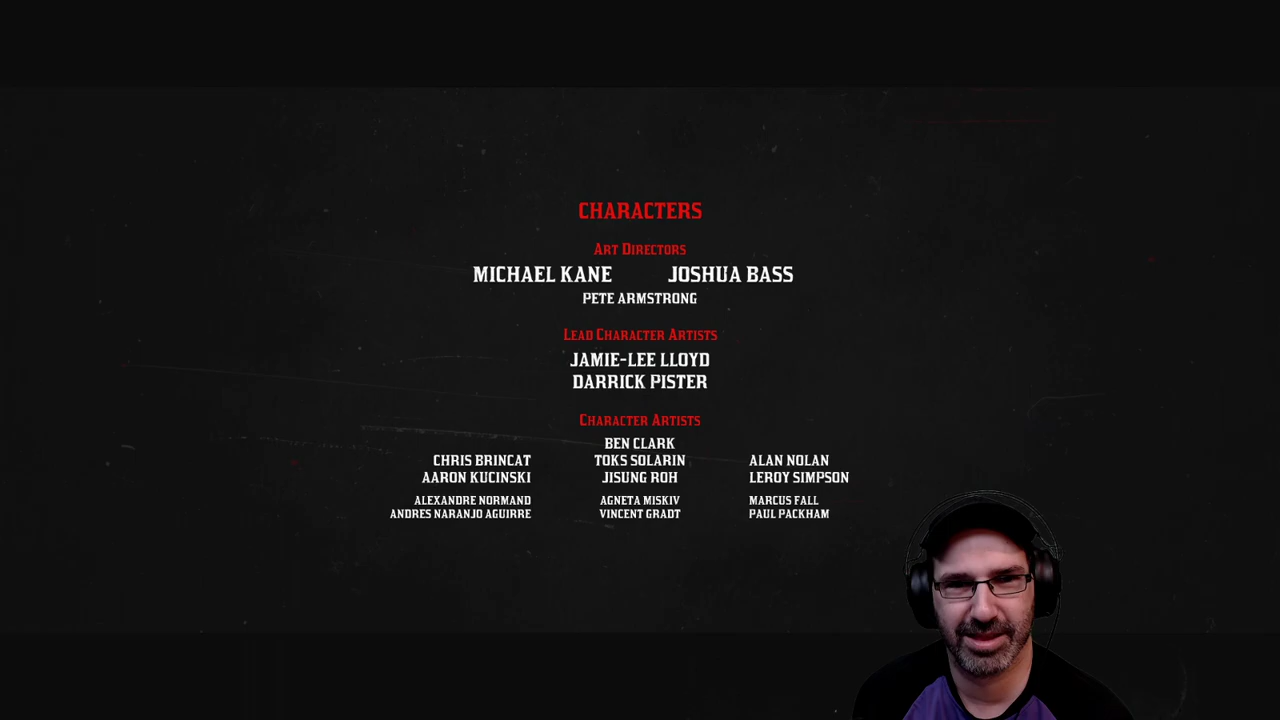 CHARACTERS
ART DIRECTORS
MICHAEL KANE JOSHUA BASS
PETE ARMSTRONG
LEAD CHARACTER ARTISTS
JAMIE-LEE LLOYD
DARRICK PISTER
CHARACTER ARTISTS
BEN CLARK
CHRIS BRINCAT TOKS SOLARIN ALAN NOLAN
AARON KUCINSKI JISUNG ROH LEROY SIMPSON
ALEXANDRE NORMAND AGNETA MISKIV MARCUS FALL
ANDRES NARANJO AGUIRRE VINCENT GRADT PAUL PACKHAM